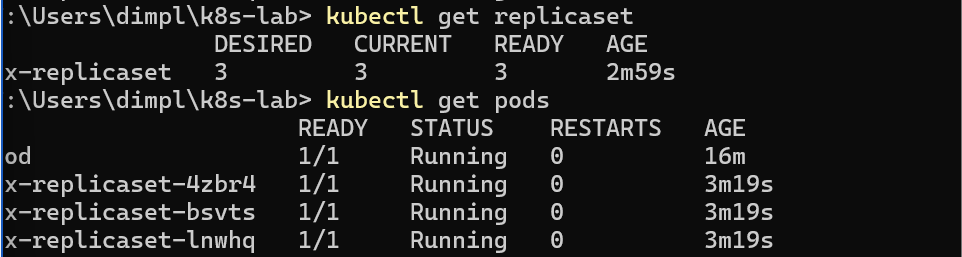 :\Users\dimpl\k8s-lab> kubectl get replicaset
DESIRED CURRENT READY AGE
x-replicaset 3 3 3 2m59s
:\Users\dimpl\k8s-lab> kubectl get pods
READY STATUS RESTARTS AGE
od 1/1 Running 0 16m
x-replicaset-4zbr4 1/1 Running 0 3m19s
x-replicaset-bsvts 1/1 Running 0 3m19s
x-replicaset-lnwhq 1/1 Running 0 3m19s